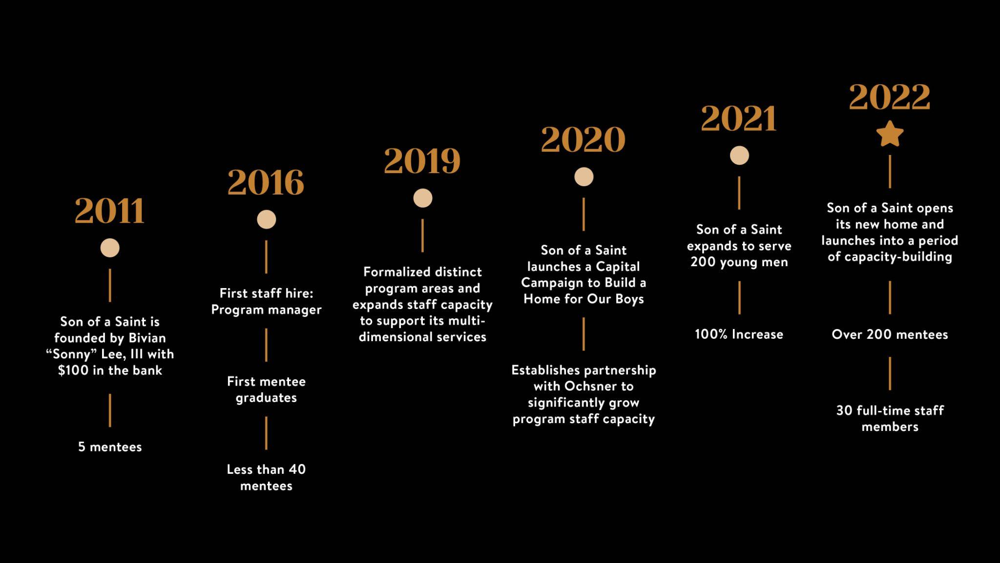 2011
Son of a Saint is
founded by Bivian
“Sonny” Lee, III with
$100 in the bank
5 mentees
2016
First staff hire:
Program manager
First mentee
graduates
Less than 40
mentees
2019
Formalized distinct
program areas and
expands staff capacity
to support its multi-
dimensional services
2020
Son of a Saint
launches a Capital
Campaign to Build a
Home for Our Boys
Establishes partnership
with Ochsner to
significantly grow
program staff capacity
2021
Son of a Saint
expands to serve
200 young men
100% Increase
2022
Son of a Saint opens
its new home and
launches into a period
of capacity-building
Over 200 mentees
30 full-time staff
members